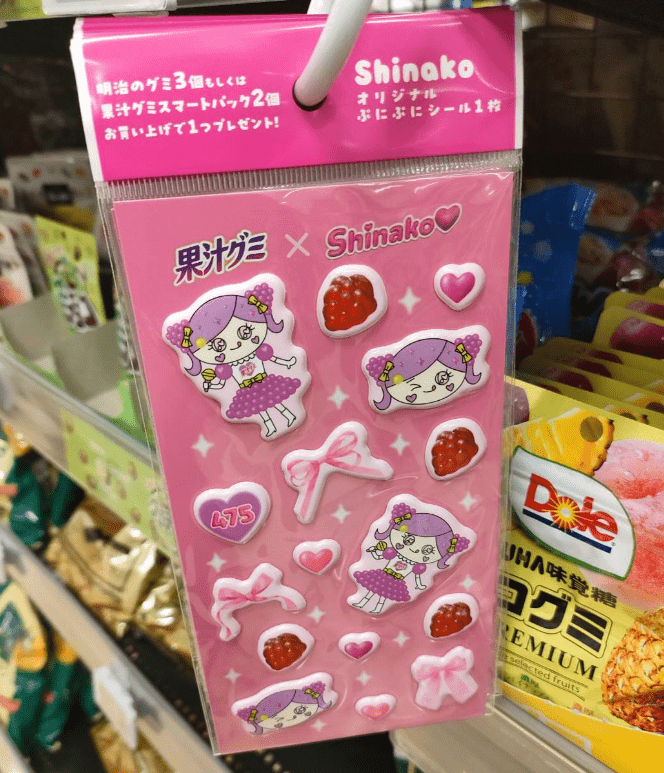 明治のグミ3個もしくは
果汁グミスマートパック2個
お買い上げで1つプレゼント!
Shinako
オリジナル
ぷにぷにシール1枚
果汁グミ × Shinako
475
Dole
UHA味覚糖
コグミ
PREMIUM
selected fruits